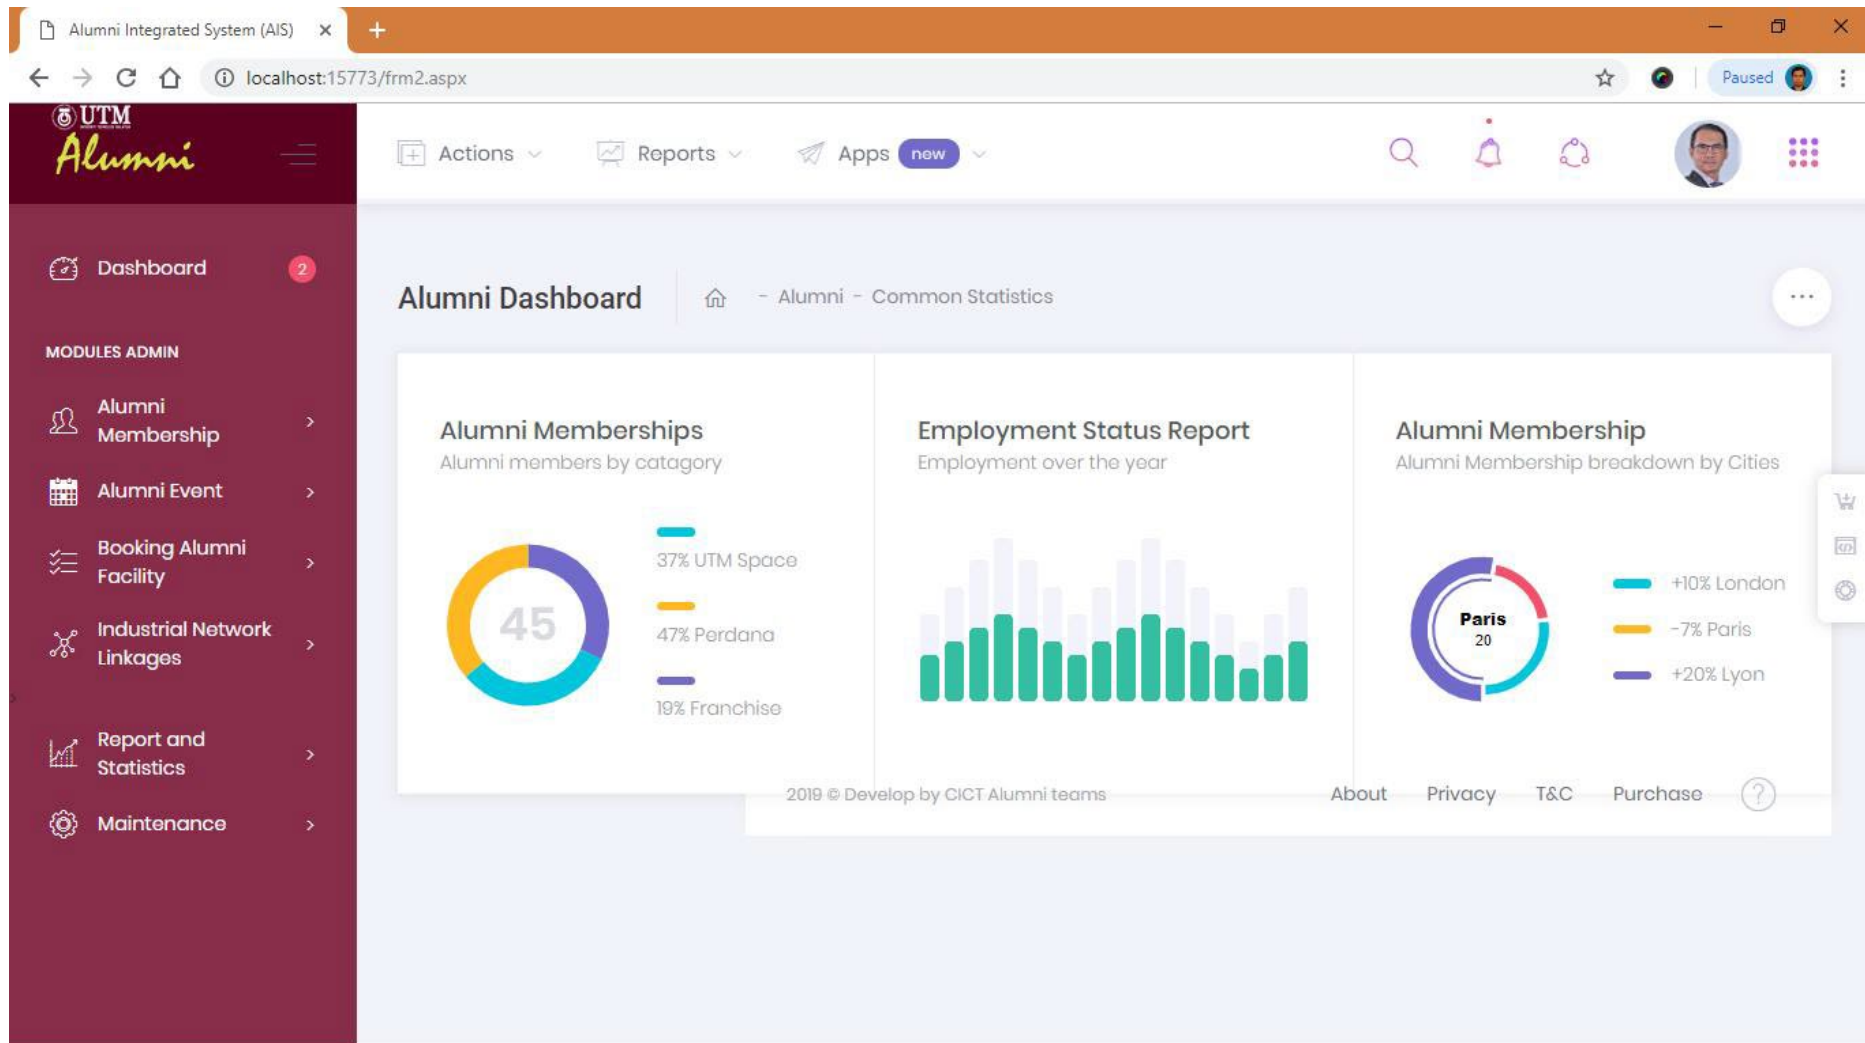 Alumni Integrated System (AIS)
localhost:15773/frm2.aspx
Paused
UTM
Alumni
Actions
Reports
Apps new
Dashboard 2
MODULES ADMIN
Alumni
Membership
Alumni Event
Booking Alumni
Facility
Industrial Network
Linkages
Report and
Statistics
Maintenance
Alumni Dashboard
- Alumni - Common Statistics
Alumni Memberships
Alumni members by catagory
45
37% UTM Space
47% Perdana
19% Franchise
Employment Status Report
Employment over the year
Alumni Membership
Alumni Membership breakdown by Cities
Paris
20
+10% London
-7% Paris
+20% Lyon
2019 © Develop by CICT Alumni teams
About Privacy T&C Purchase